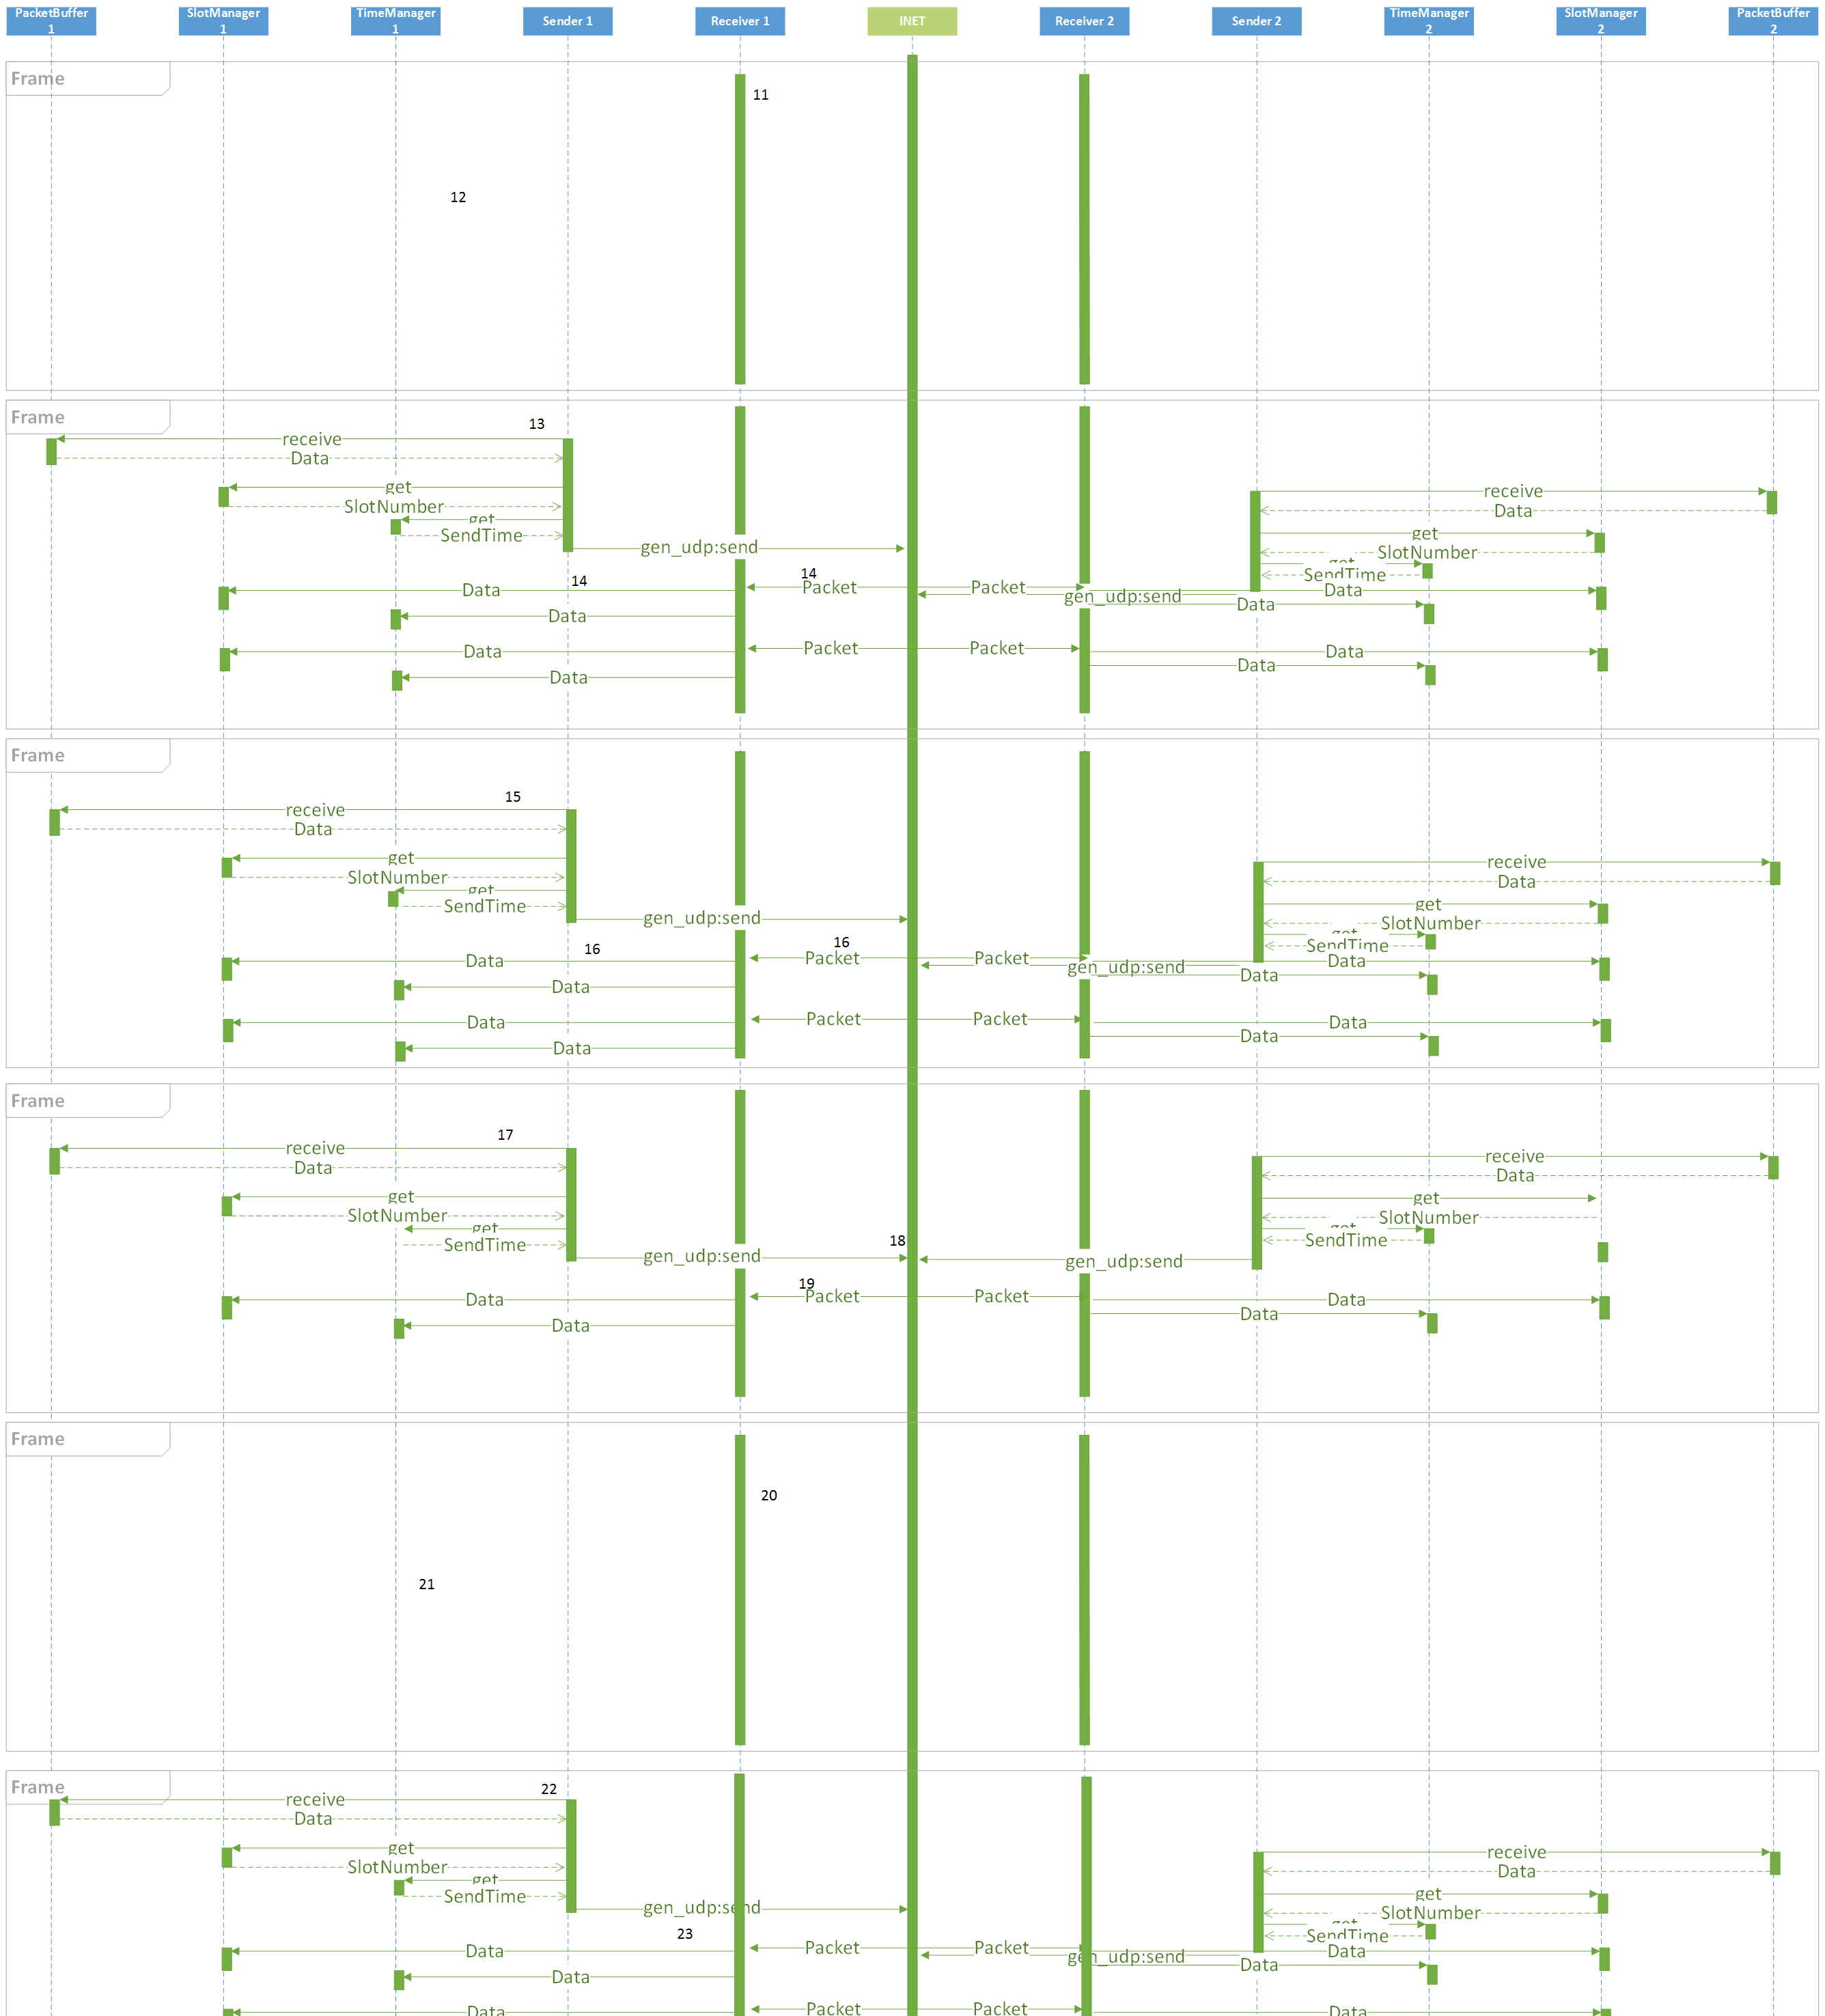 PacketBuffer
1
SlotManager
1
TimeManager
1
Sender 1
Receiver 1
INET
Receiver 2
Sender 2
TimeManager
2
SlotManager
2
PacketBuffer
2
Frame
11
12
Frame
13
receive
Data
get
SlotNumber
get
SendTime
gen_udp:send
receive
Data
get
SlotNumber
get
SendTime
14
14
Data
Packet
Packet
gen_udp:send
Data
Data
Data
Data
Packet
Packet
Data
Data
Data
Frame
15
receive
Data
get
SlotNumber
get
SendTime
gen_udp:send
receive
Data
get
SlotNumber
get
SendTime
16
16
Data
Packet
Packet
gen_udp:send
Data
Data
Data
Data
Packet
Packet
Data
Data
Data
Frame
17
receive
Data
get
SlotNumber
get
SendTime
gen_udp:send
18
receive
Data
get
SlotNumber
get
SendTime
gen_udp:send
19
Data
Packet
Packet
Data
Data
Data
Frame
20
21
Frame
22
receive
Data
get
SlotNumber
get
SendTime
gen_udp:send
receive
Data
get
SlotNumber
get
SendTime
23
Data
Packet
Packet
gen_udp:send
Data
Data
Data
Data
Packet
Packet
Data